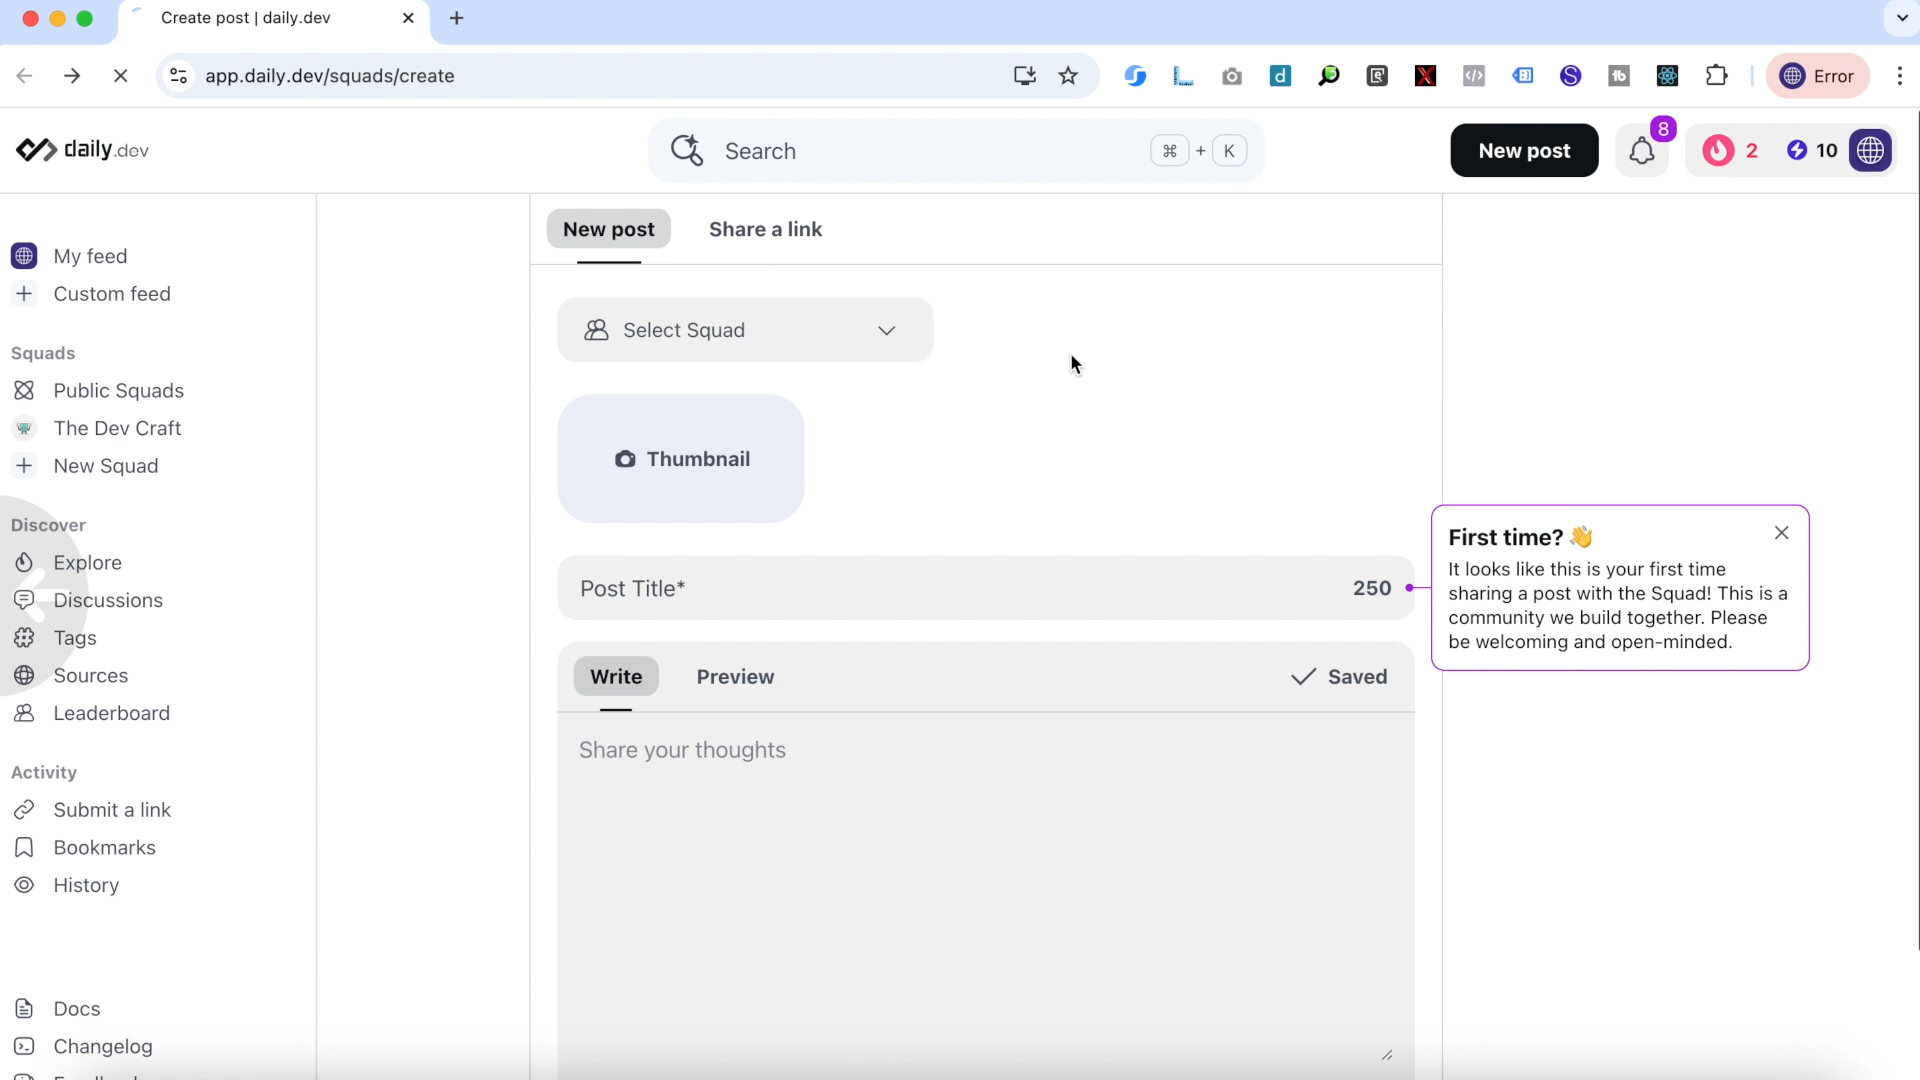 Create post | daily.dev
app.daily.dev/squads/create
Error
daily.dev
Search
⌘ + K
New post
8
2
10
My feed
Custom feed
Squads
Public Squads
The Dev Craft
New Squad
Discover
Explore
Discussions
Tags
Sources
Leaderboard
Activity
Submit a link
Bookmarks
History
Docs
Changelog
New post
Share a link
Select Squad
Thumbnail
Post Title*
250
Write
Preview
Saved
Share your thoughts
First time? 👋
It looks like this is your first time
sharing a post with the Squad! This is a
community we build together. Please
be welcoming and open-minded.